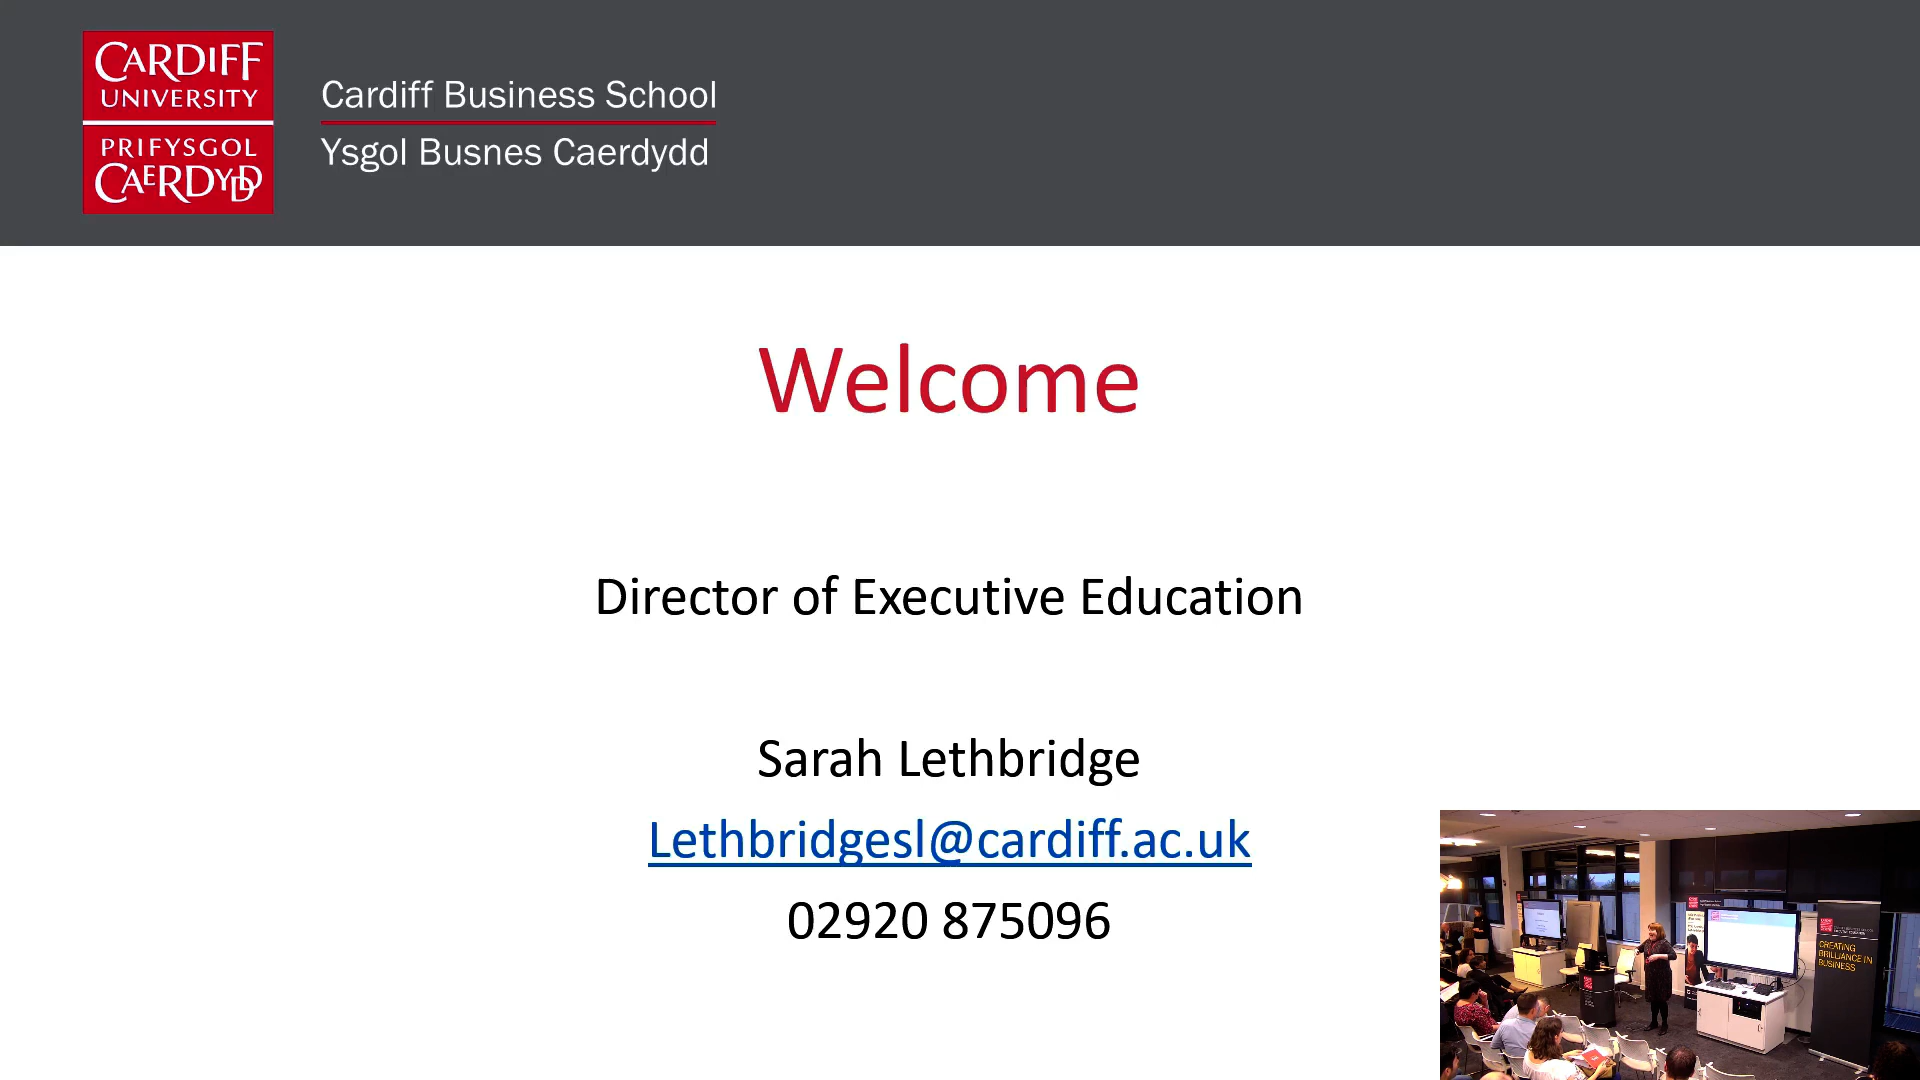 CARDIFF
UNIVERSITY
PRIFYSGOL
CAERDYDD
Cardiff Business School
Ysgol Busnes Caerdydd
Welcome
Director of Executive Education
Sarah Lethbridge
Lethbridgesl@cardiff.ac.uk
02920 875096
CREATING
BRILLIANCE IN
BUSINESS